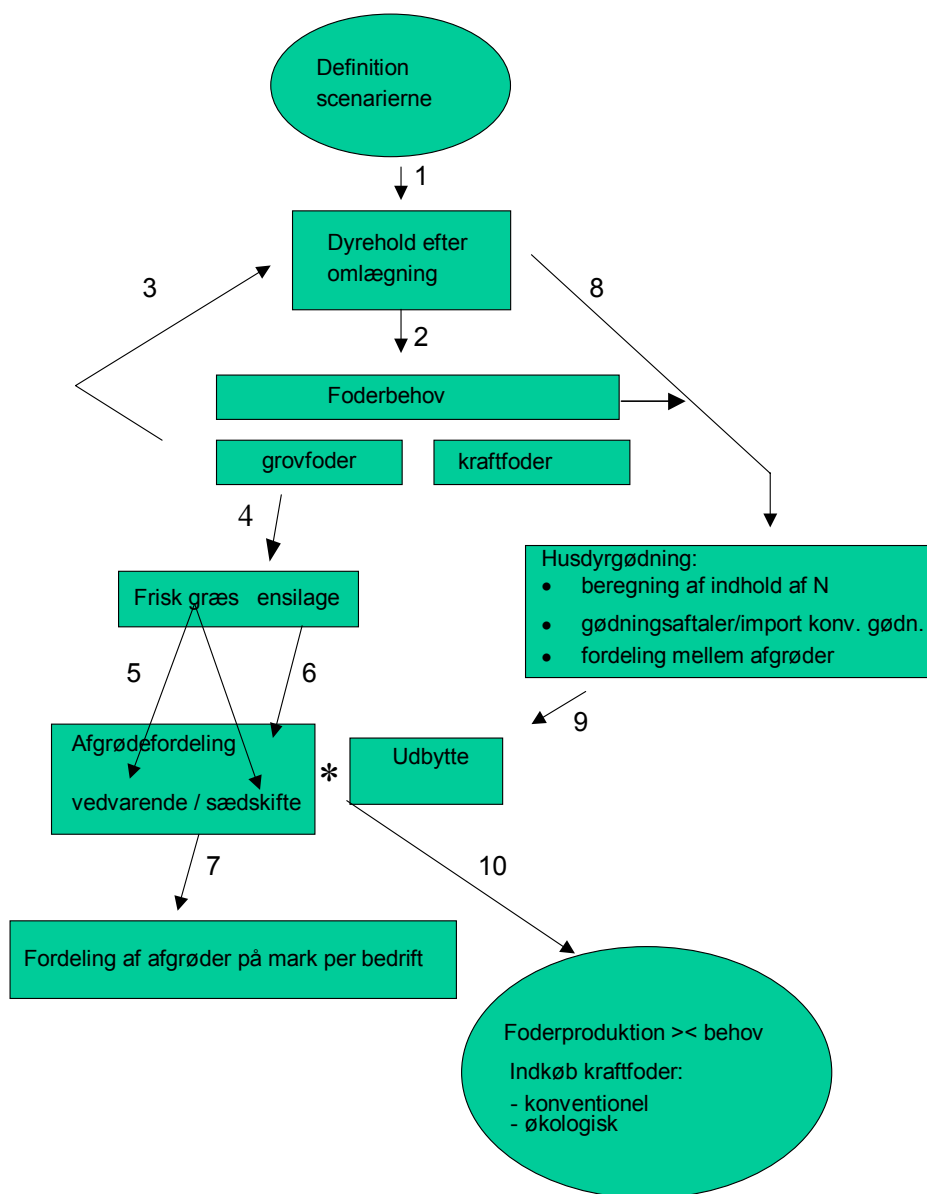 Definition
scenarierne
1
Dyrehold efter
omlægning
3
8
2
Foderbehov
grovfoder
kraftfoder
4
Husdyrgødning:
• beregning af indhold af N
• gødningsaftaler/import konv. gødn.
• fordeling mellem afgrøder
Frisk græs ensilage
5
6
9
Afgrødefordeling
vedvarende / sædskifte
*
Udbytte
7
10
Fordeling af afgrøder på mark per bedrift
Foderproduktion >< behov
Indkøb kraftfoder:
- konventionel
- økologisk